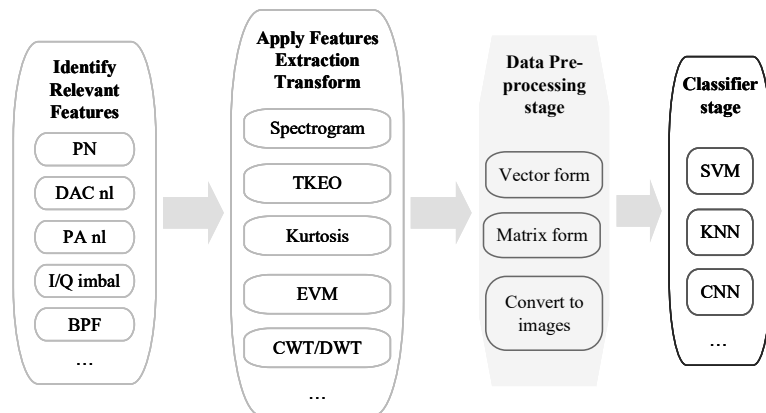 Identify
Relevant
Features
PN
DAC nl
PA nl
I/Q imbal
BPF
…
Apply Features
Extraction
Transform
Spectrogram
TKEO
Kurtosis
EVM
CWT/DWT
…
Data Pre-
processing
stage
Vector form
Matrix form
Convert to
images
Classifier
stage
SVM
KNN
CNN
…